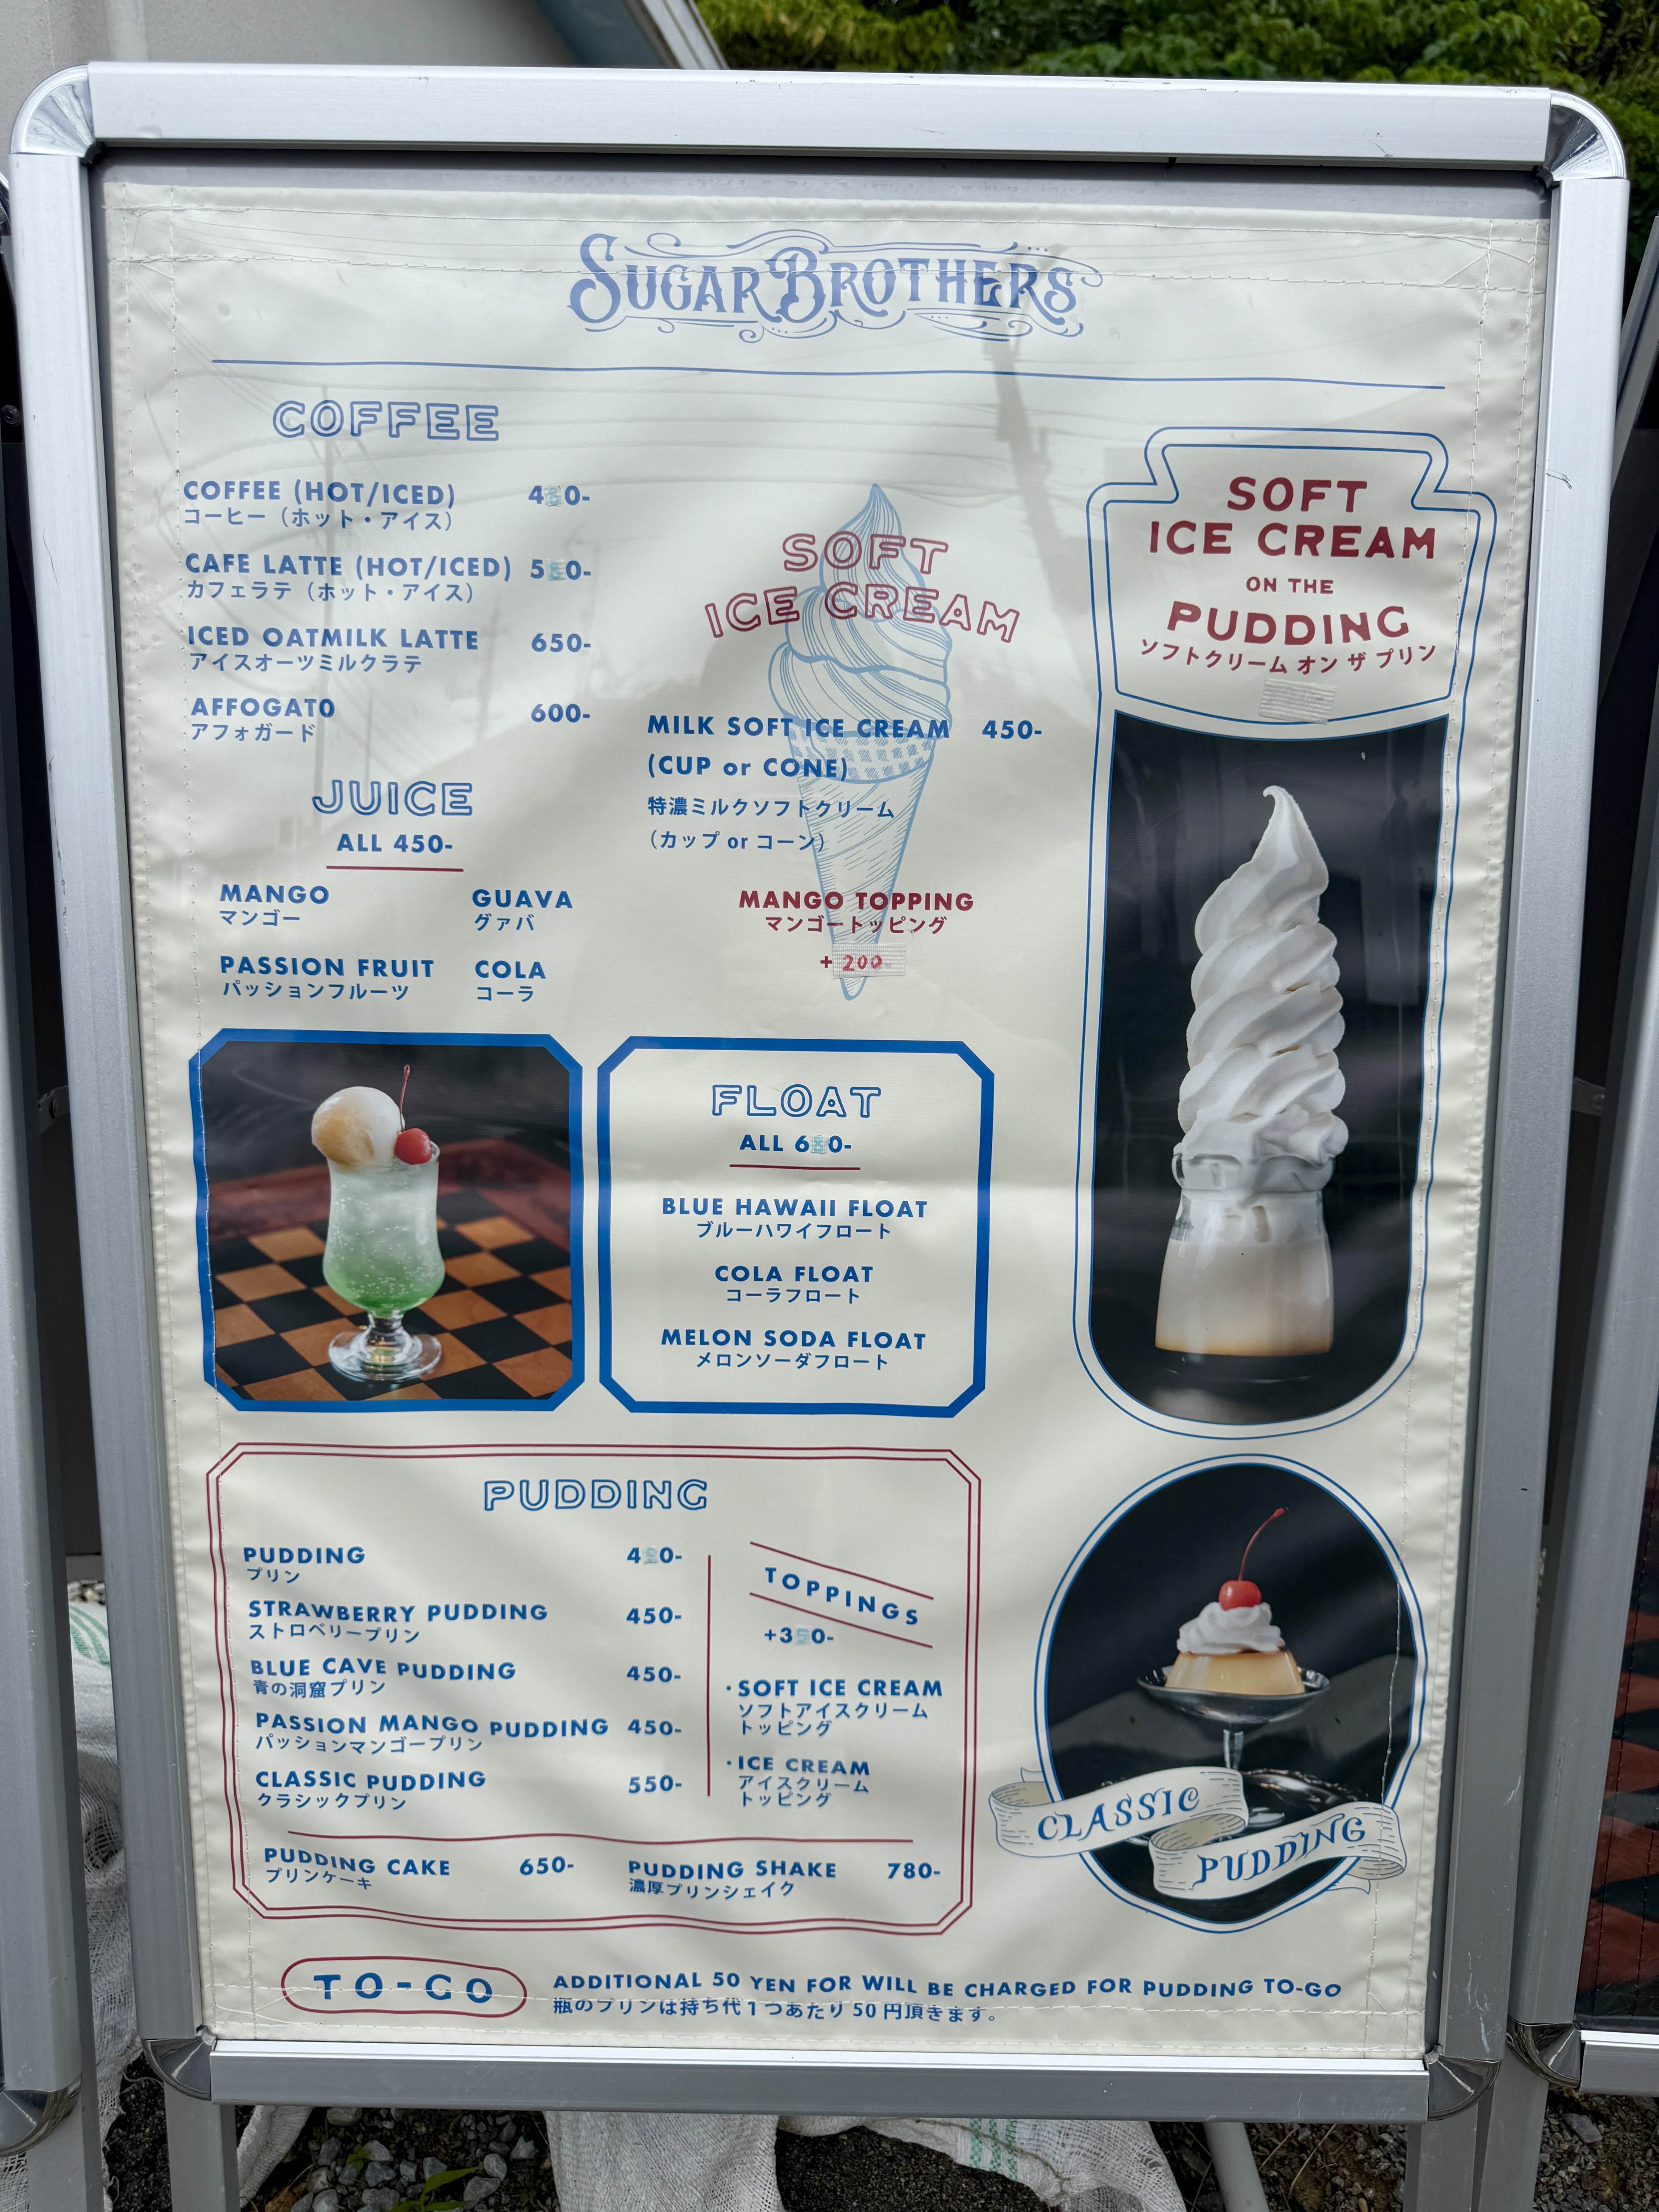 SUGAR BROTHERS
COFFEE
COFFEE (HOT/ICED)
コーヒー（ホット・アイス）
CAFE LATTE (HOT/ICED)
カフェラテ（ホット・アイス）
ICED OATMILK LATTE 650-
アイスオーツミルクラテ
AFFOGATO 600-
アフォガード
JUICE
ALL 450-
MANGO GUAVA
マンゴー グァバ
PASSION FRUIT COLA
パッションフルーツ コーラ
SOFT
ICE CREAM
MILK SOFT ICE CREAM 450-
(CUP or CONE)
特濃ミルクソフトクリーム
（カップ or コーン）
MANGO TOPPING
マンゴートッピング
+ 200-
SOFT
ICE CREAM
ON THE
PUDDING
ソフトクリーム オン ザ プリン
FLOAT
ALL
BLUE HAWAII FLOAT
ブルーハワイフロート
COLA FLOAT
コーラフロート
MELON SODA FLOAT
メロンソーダフロート
PUDDING
PUDDING
プリン
STRAWBERRY PUDDING 450-
ストロベリープリン
BLUE CAVE PUDDING 450-
青の洞窟プリン
PASSION MANGO PUDDING 450-
パッションマンゴープリン
CLASSIC PUDDING 550-
クラシックプリン
TOPPINGS
・SOFT ICE CREAM
ソフトアイスクリーム
トッピング
・ICE CREAM
アイスクリーム
トッピング
PUDDING CAKE 650- PUDDING SHAKE 780-
プリンケーキ 濃厚プリンシェイク
CLASSIC
PUDDING
TO-GO
ADDITIONAL 50 YEN FOR WILL BE CHARGED FOR PUDDING TO-GO
瓶のプリンは持ち代1つあたり50円頂きます。